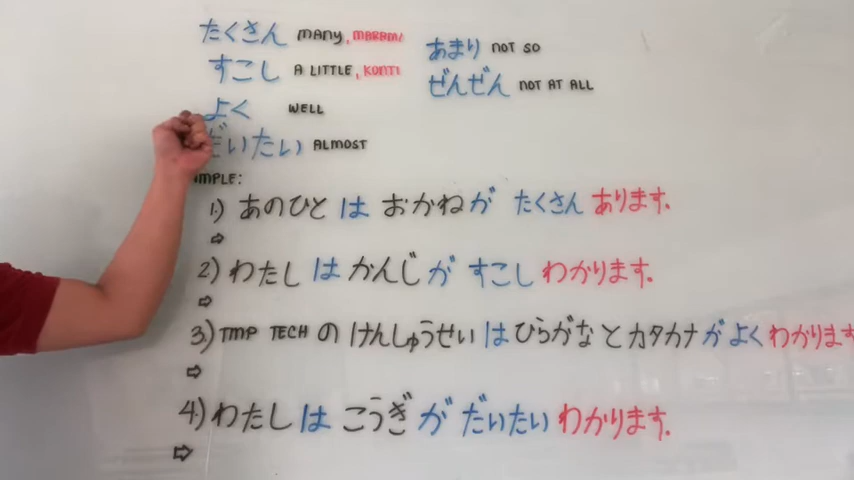 たくさん MANY, MARAMI
すこし A LITTLE, KONTI
よく WELL
だいたい ALMOST
あまり NOT SO
ぜんぜん NOT AT ALL
MPLE:
1.) あのひと は おかねが たくさん あります。
⇨
2) わたし は かんじが すこし わかります。
⇨
3.) TMP TECH の けんしゅうせい は ひらがな と カタカナ が よく わかります
⇨
4) わたし は こうぎ が だいたい わかります。
⇨